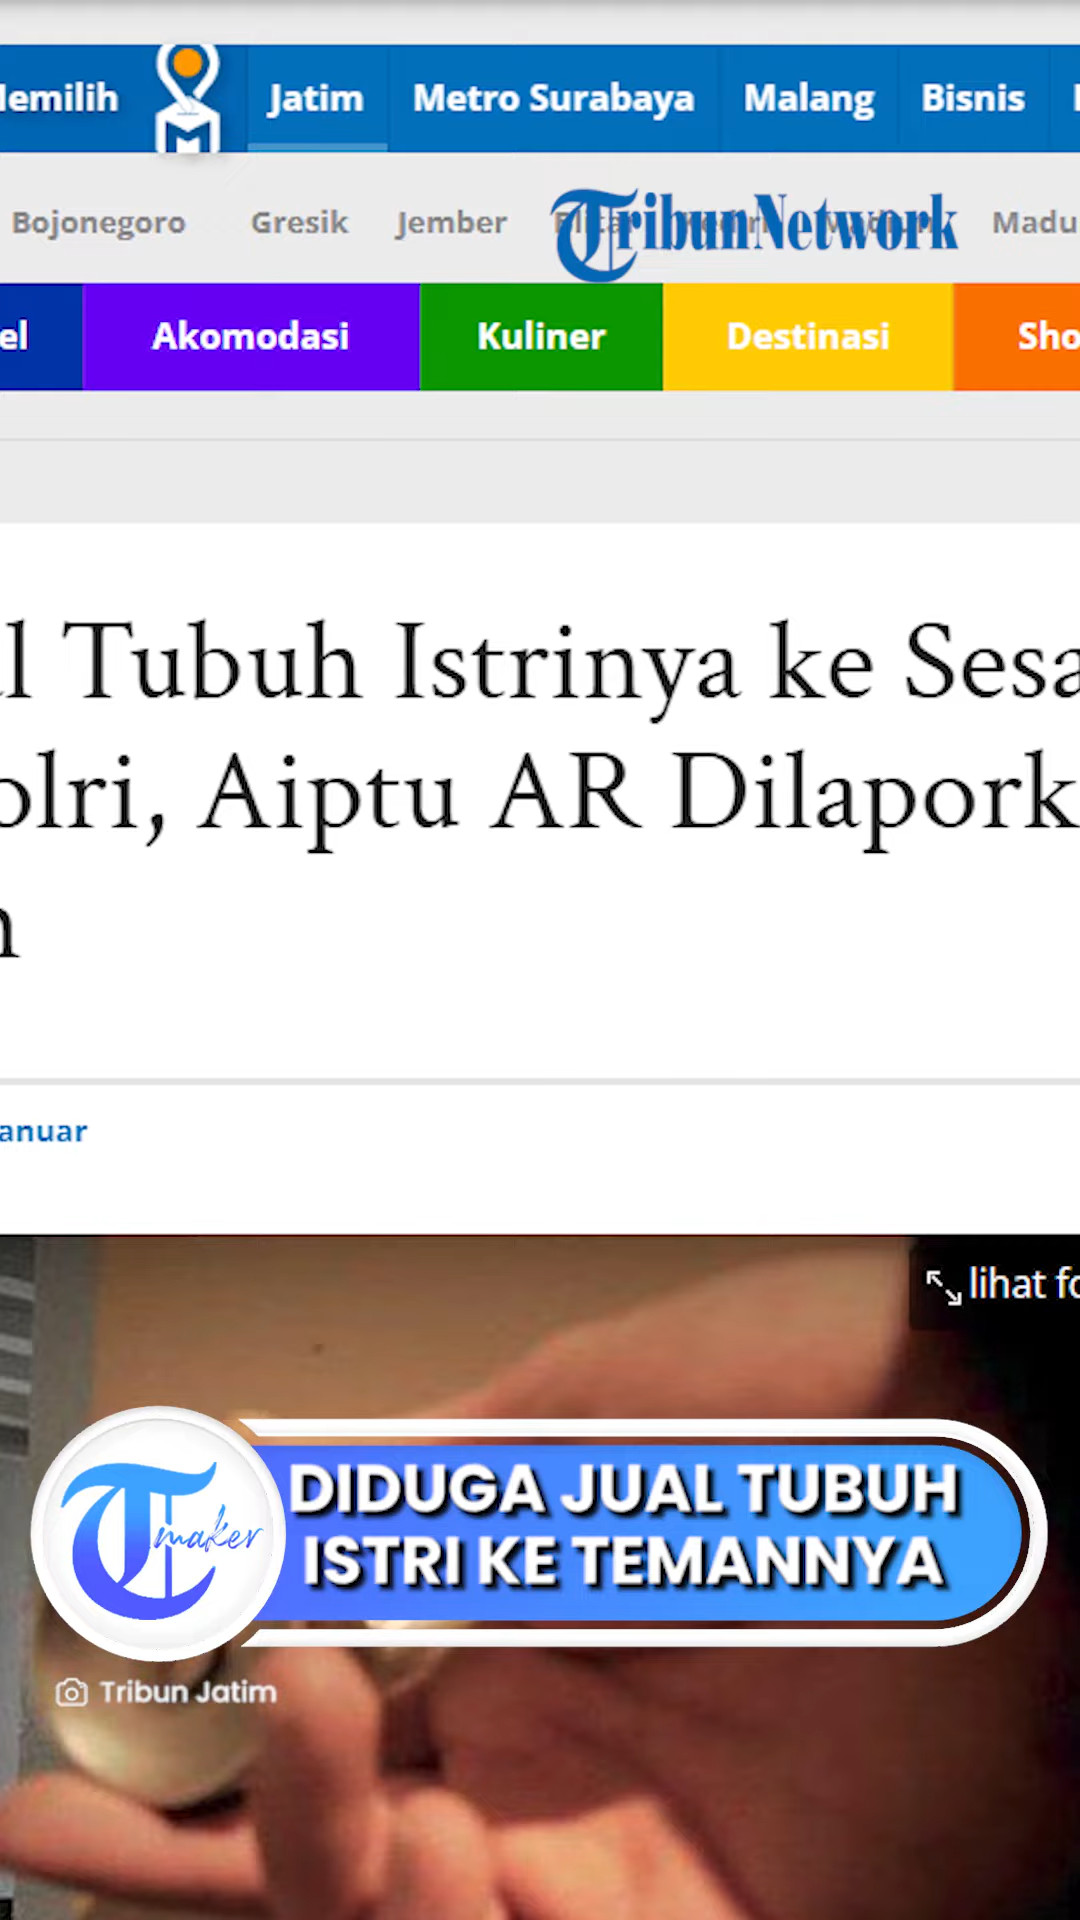 Jatim Metro Surabaya Malang Bisnis
Bojonegoro Gresik Jember Madu
TribunNetwork
el Akomodasi Kuliner Destinasi Sho
l Tubuh Istrinya ke Sesa
olri, Aiptu AR Dilapork
n
anuar
lihat fo
T maker
DIDUGA JUAL TUBUH
ISTRI KE TEMANNYA
Tribun Jatim